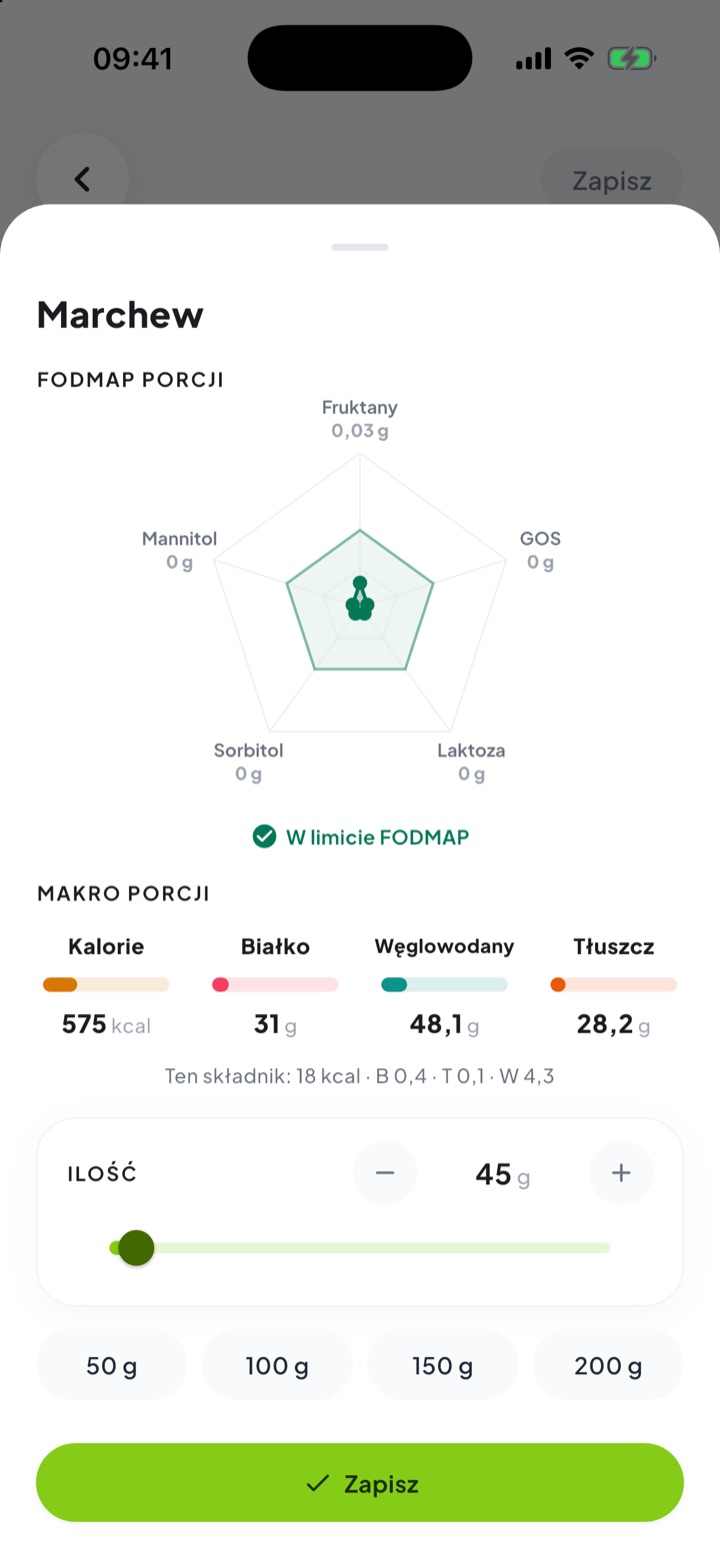 09:41
Zapisz
Marchew
FODMAP PORCJI
Fruktany
0,03 g
Mannitol
0 g
GOS
0 g
Sorbitol
0 g
Laktoza
0 g
W limicie FODMAP
MAKRO PORCJI
Kalorie Białko Węglowodany Tłuszcz
575 kcal 31 g 48,1 g 28,2 g
Ten składnik: 18 kcal · B 0,4 · T 0,1 · W 4,3
ILOŚĆ − 45 g +
50 g 100 g 150 g 200 g
Zapisz